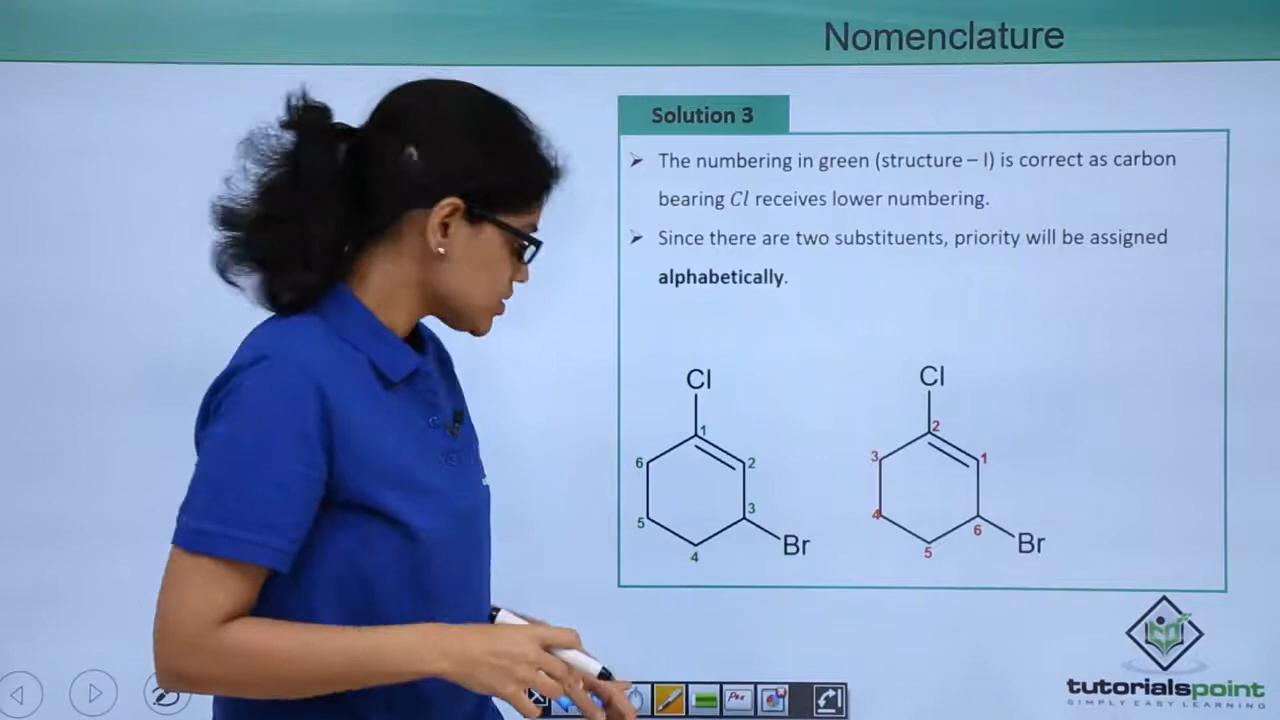 Nomenclature
Solution 3
➢ The numbering in green (structure – I) is correct as carbon
bearing Cl receives lower numbering.
➢ Since there are two substituents, priority will be assigned
alphabetically.
Cl
1
6
2
5
3
4
Br
Cl
2
3
1
4
6
5
Br
tutorialspoint
SIMPLY EASY LEARNING